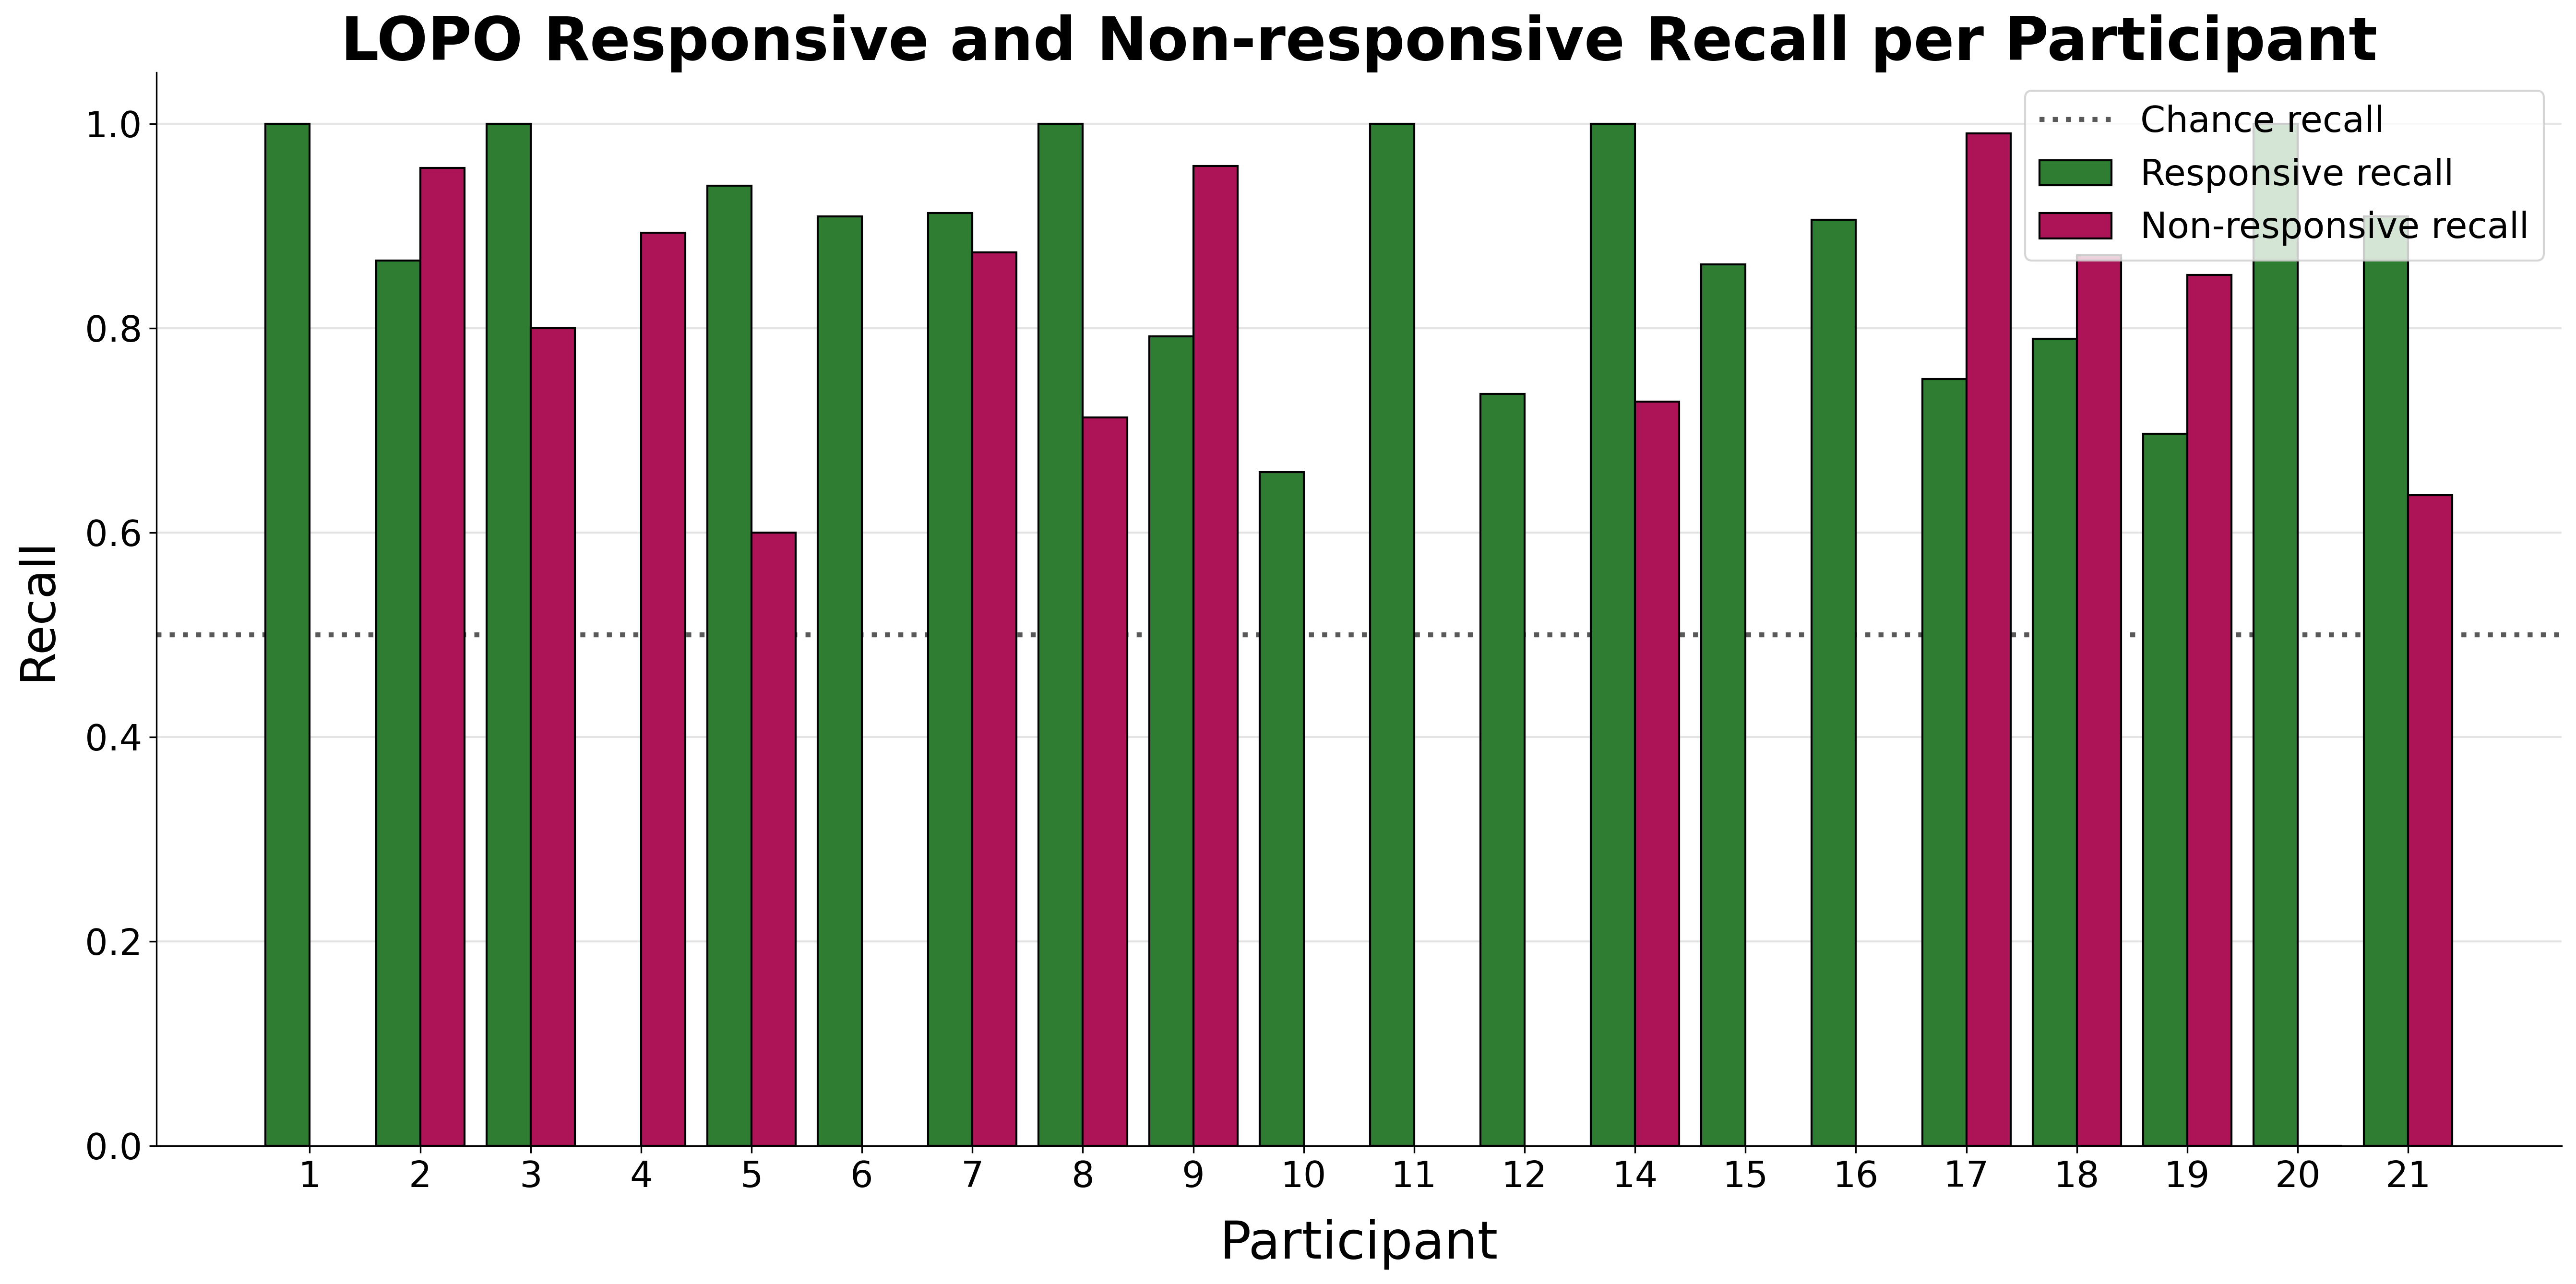 LOPO Responsive and Non-responsive Recall per Participant
Chance recall
Responsive recall
Non-responsive recall
Recall
1.0
0.8
0.6
0.4
0.2
0.0
1 2 3 4 5 6 7 8 9 10 11 12 14 15 16 17 18 19 20 21
Participant